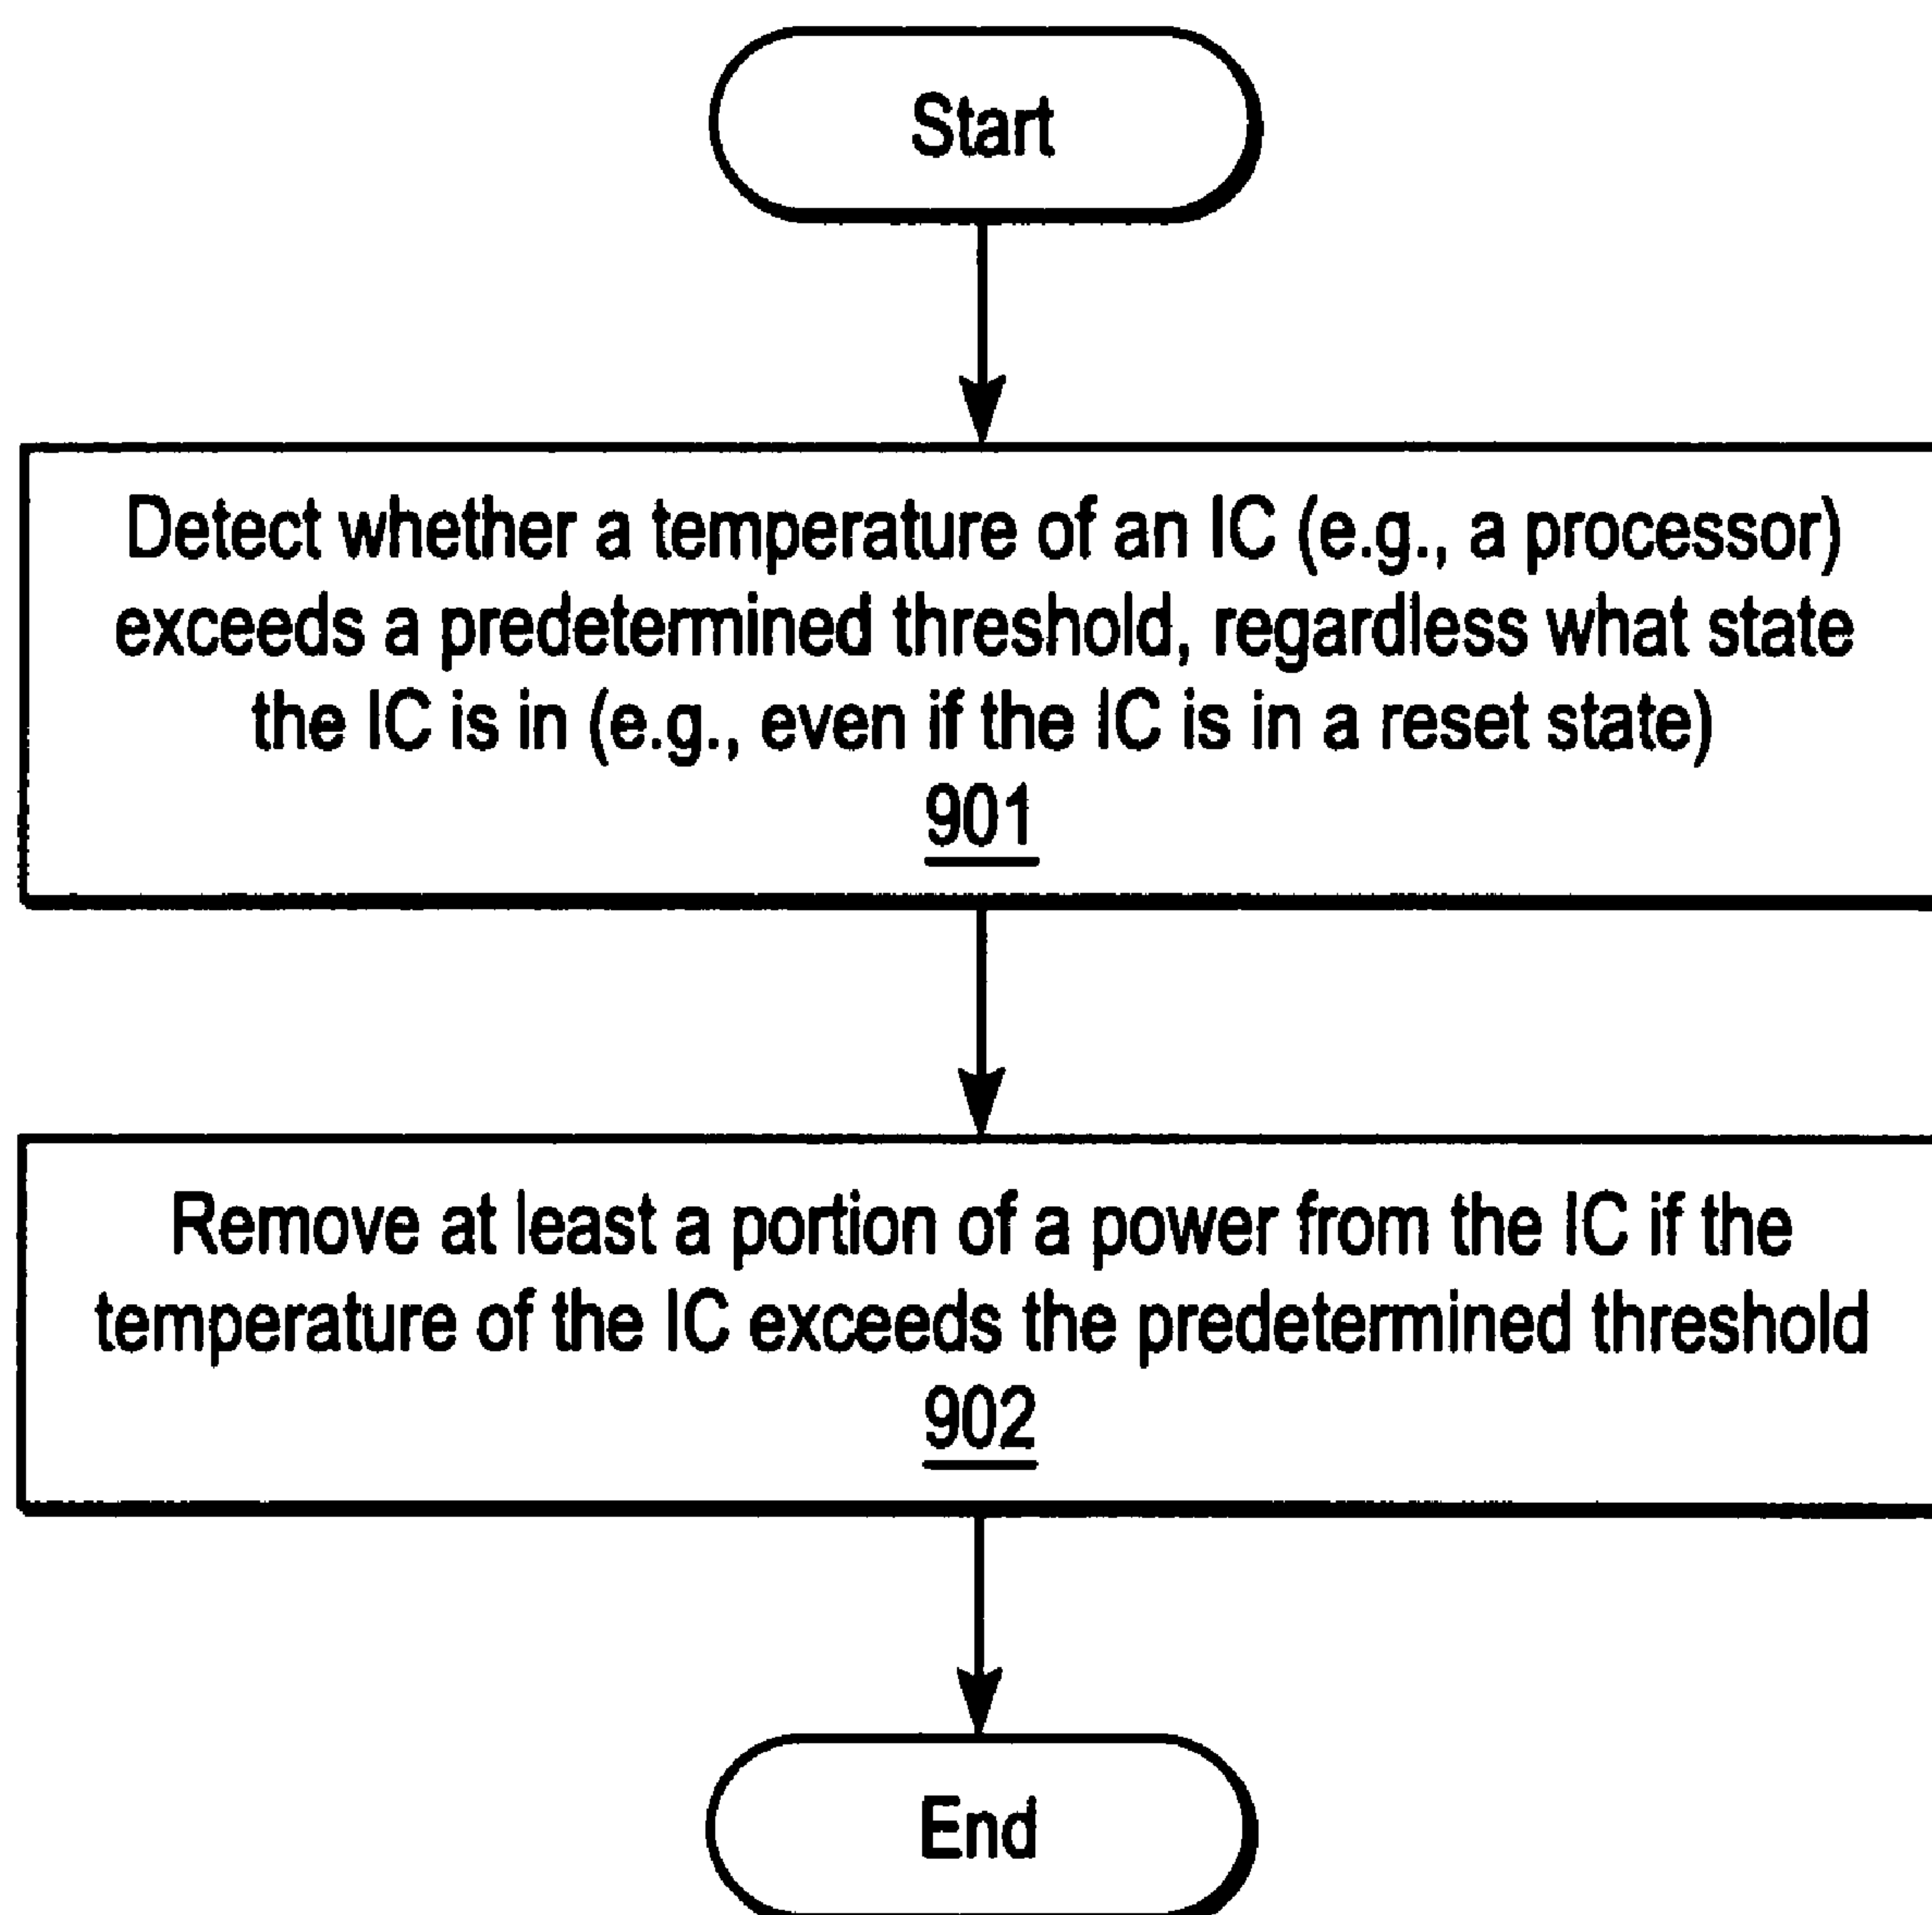 Start
Detect whether a temperature of an IC (e.g., a processor)
exceeds a predetermined threshold, regardless what state
the IC is in (e.g., even if the IC is in a reset state)
901
Remove at least a portion of a power from the IC if the
temperature of the IC exceeds the predetermined threshold
902
End